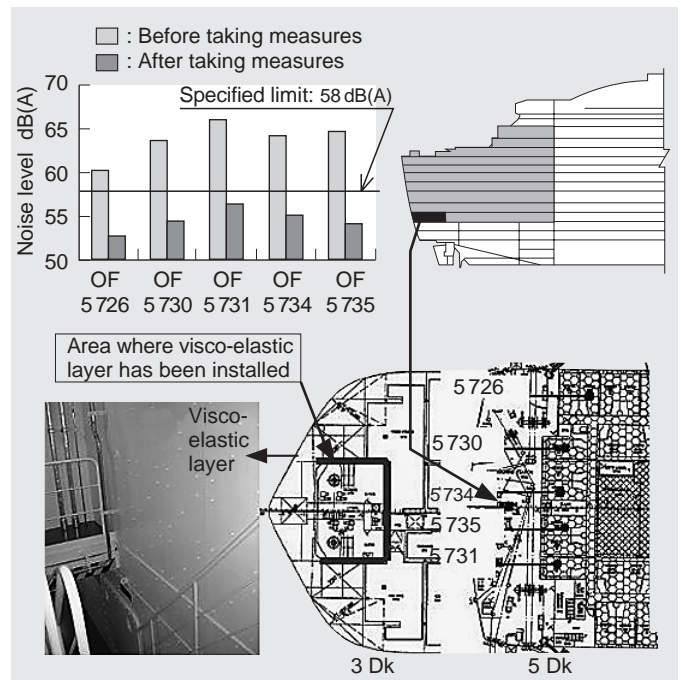 : Before taking measures
: After taking measures
Noise level dB(A)
70
65
60
55
50
Specified limit: 58 dB(A)
OF
5 726
OF
5 730
OF
5 731
OF
5 734
OF
5 735
Area where visco-elastic
layer has been installed
Visco-
elastic
layer
5 726
5 730
5 734
5 735
5 731
3 Dk
5 Dk